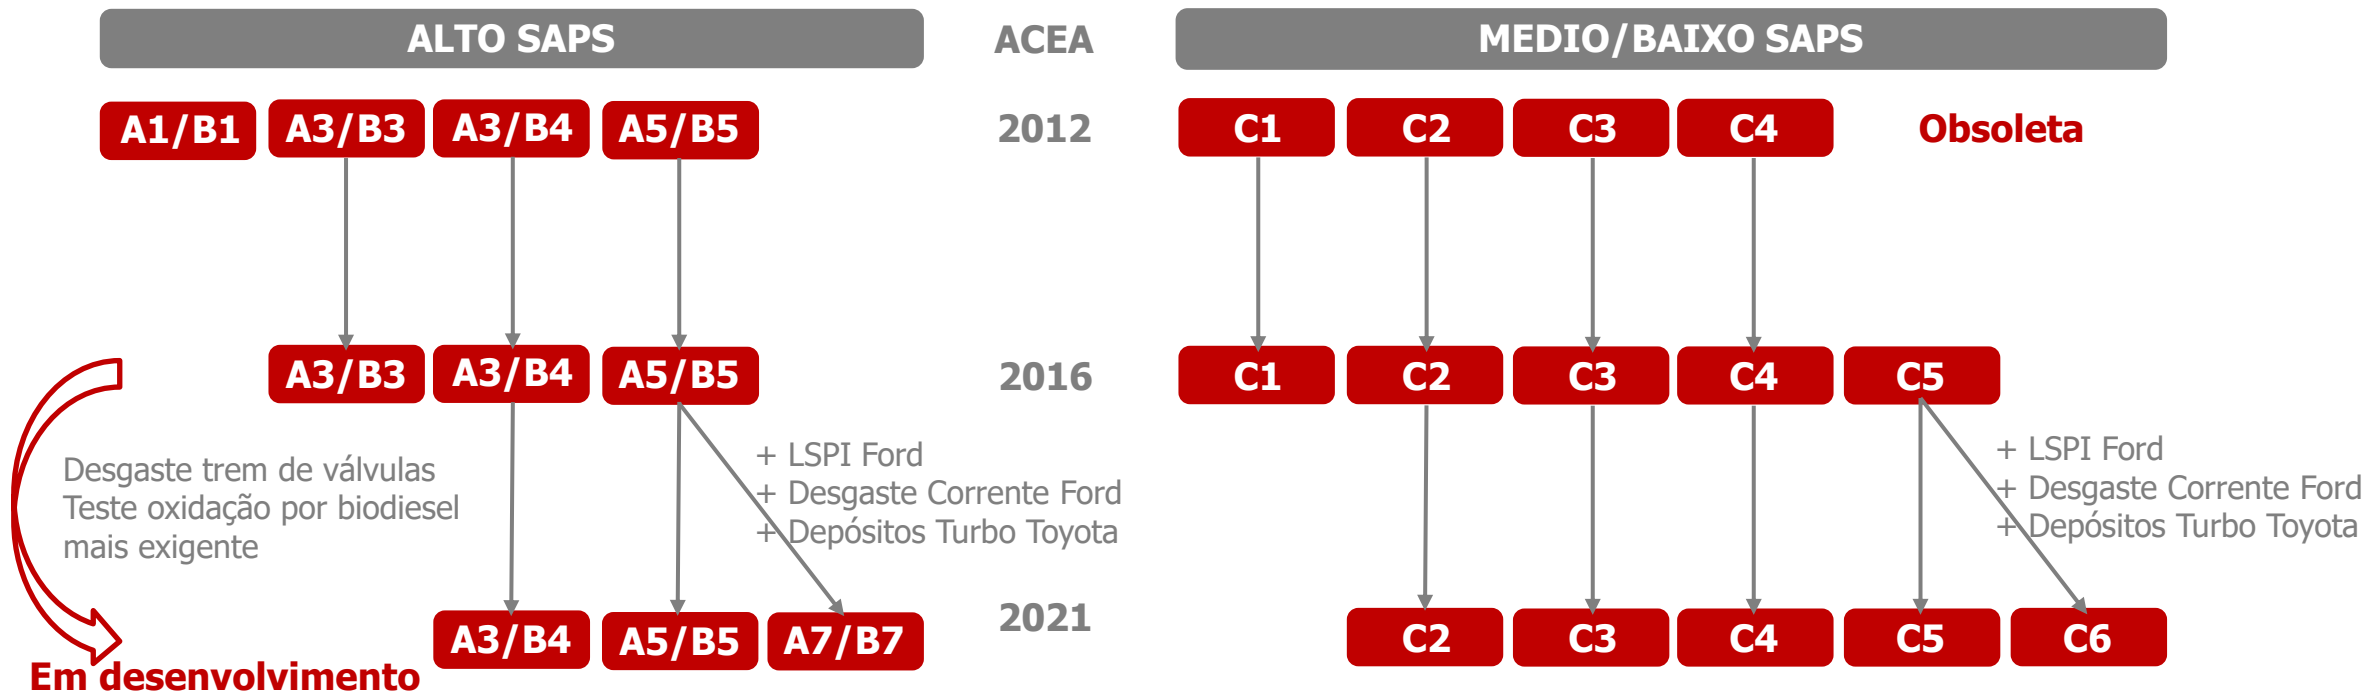 ALTO SAPS
ACEA
MEDIO/BAIXO SAPS
A1/B1
A3/B3
A3/B4
A5/B5
2012
C1
C2
C3
C4
Obsoleta
A3/B3
A3/B4
A5/B5
2016
C1
C2
C3
C4
C5
Desgaste trem de válvulas
Teste oxidação por biodiesel
mais exigente
+ LSPI Ford
+ Desgaste Corrente Ford
+ Depósitos Turbo Toyota
+ LSPI Ford
+ Desgaste Corrente Ford
+ Depósitos Turbo Toyota
A3/B4
A5/B5
A7/B7
2021
C2
C3
C4
C5
C6
Em desenvolvimento